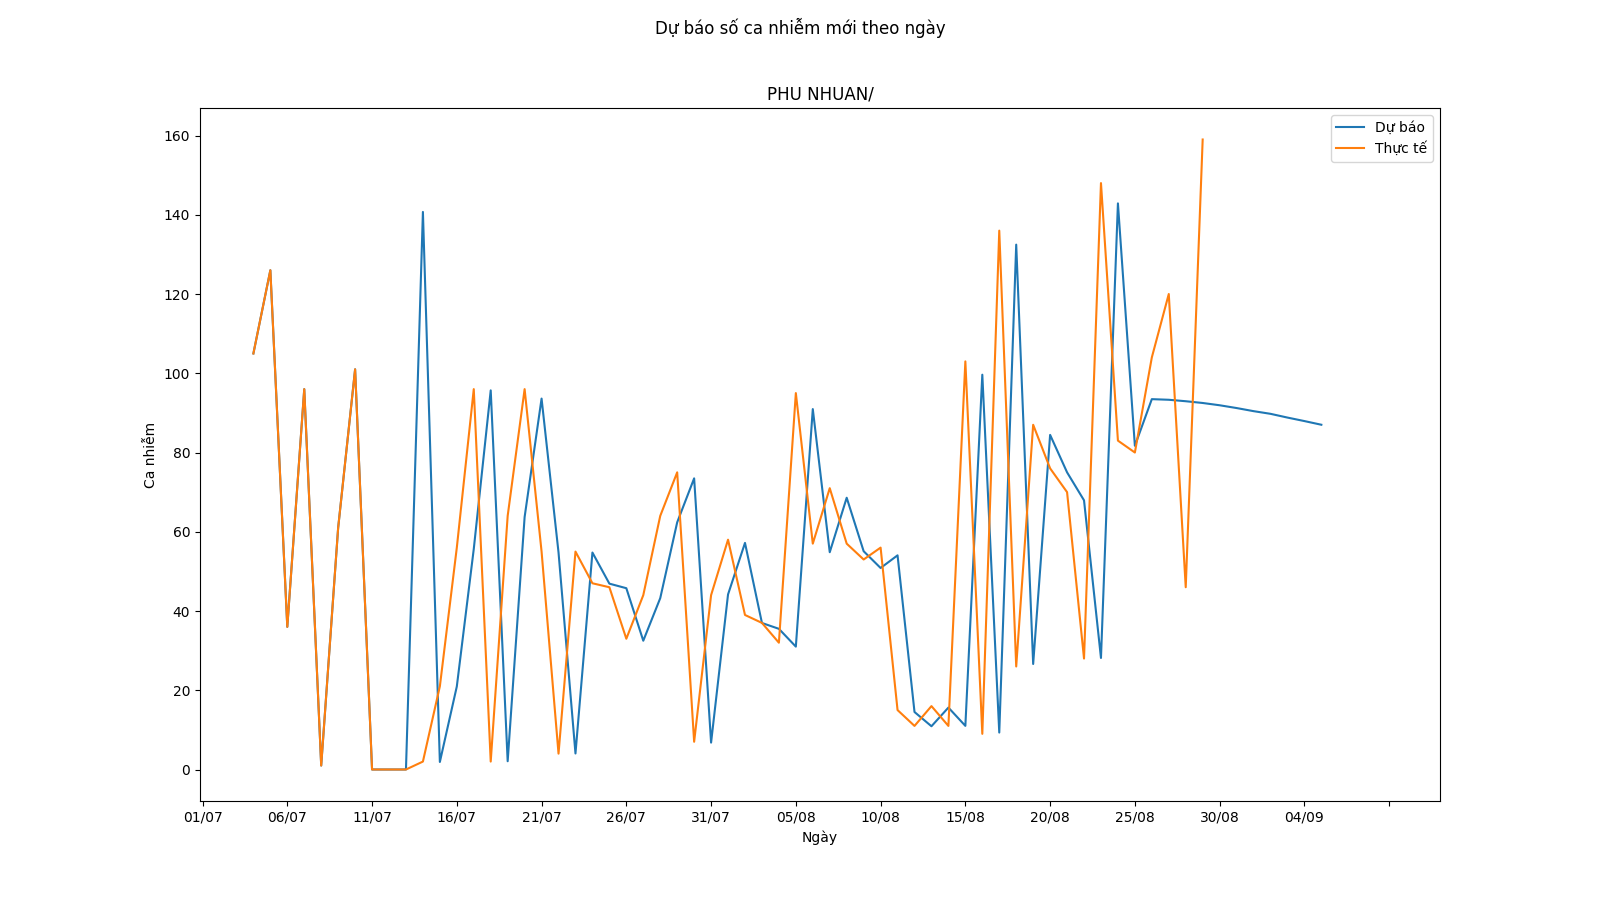 Dự báo số ca nhiễm mới theo ngày
PHU NHUAN/
Dự báo
Thực tế
160
140
120
100
80
60
40
20
0
Ca nhiễm
01/07 06/07 11/07 16/07 21/07 26/07 31/07 05/08 10/08 15/08 20/08 25/08 30/08 04/09
Ngày